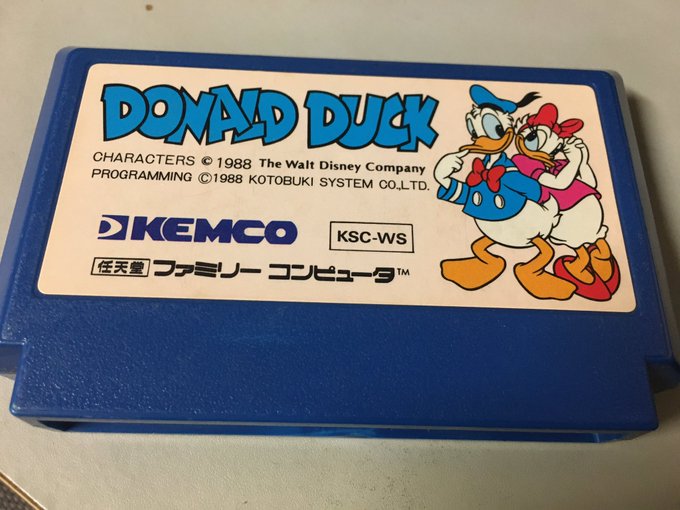 DONALD DUCK
CHARACTERS © 1988 The Walt Disney Company
PROGRAMMING ©1988 KOTOBUKI SYSTEM CO.,LTD.
KEMCO KSC-WS
任天堂 ファミリー コンピュータ™